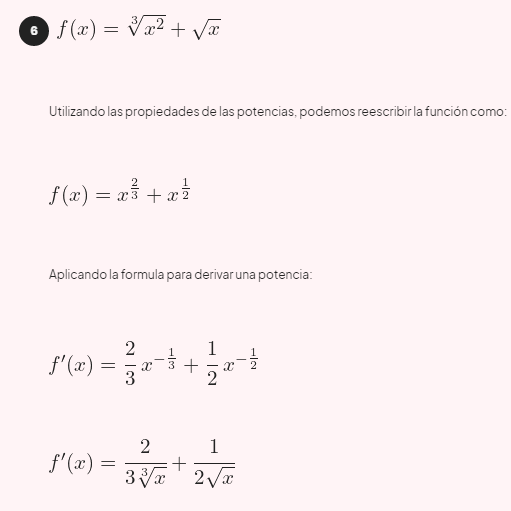 6 f(x) = ∛x² + √x
Utilizando las propiedades de las potencias, podemos reescribir la función como:
f(x) = x^(2/3) + x^(1/2)
Aplicando la formula para derivar una potencia:
f′(x) = 2/3 x^(−1/3) + 1/2 x^(−1/2)
f′(x) = 2/(3∛x) + 1/(2√x)